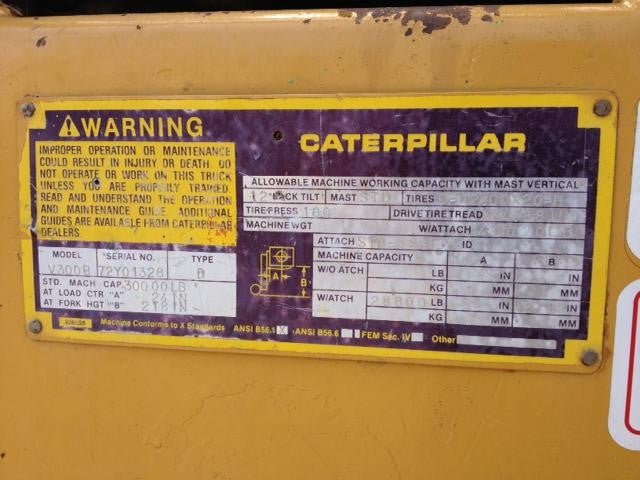 WARNING
IMPROPER OPERATION OR MAINTENANCE
COULD RESULT IN INJURY OR DEATH. DO
NOT OPERATE OR WORK ON THIS TRUCK
UNLESS YOU ARE PROPERLY TRAINED.
READ AND UNDERSTAND THE OPERATION
AND MAINTENANCE GUIDE. ADDITIONAL
GUIDES ARE AVAILABLE FROM CATERPILLAR
DEALERS.
MODEL SERIAL NO. TYPE
V300B 72Y01328
STD. MACH CAP. 30000LB
AT LOAD CTR "A" IN
AT FORK HGT "B" 218IN
CATERPILLAR
ALLOWABLE MACHINE WORKING CAPACITY WITH MAST VERTICAL
12 BACK TILT MAST TIRES
TIRE/PRESS 100 DRIVE TIRE TREAD
MACHINE WGT W/ATTACH
ATTACH ID
MACHINE CAPACITY A B
W/O ATCH LB IN IN
KG MM MM
W/ATCH 28800 LB IN IN
KG MM MM
A
B
Machine Conforms to X Standards ANSI B56.1 X ANSI B56.6 FEM Sec. IV Other